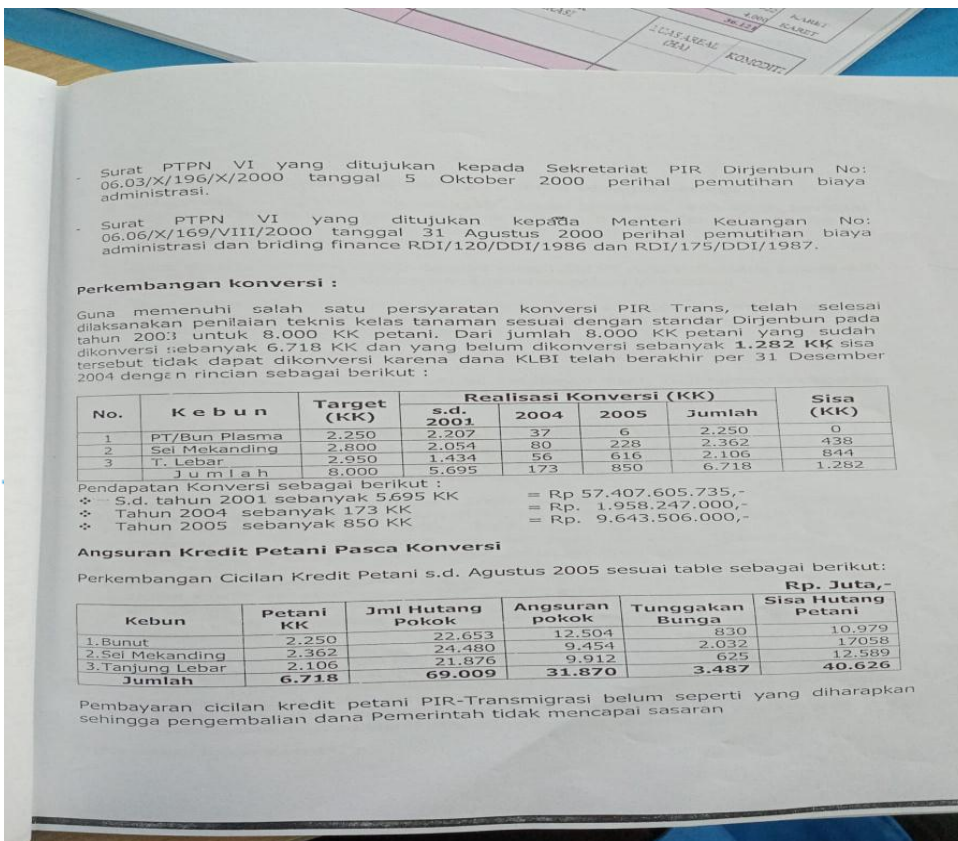 KASI
LUAS AREAL
(HA)
KOMODITI
4.000
36.121
KARET
KARET
- Surat PTPN VI yang ditujukan kepada Sekretariat PIR Dirjenbun No:
06.03/X/196/X/2000 tanggal 5 Oktober 2000 perihal pemutihan biaya
administrasi.
- Surat PTPN VI yang ditujukan kepada Menteri Keuangan No:
06.06/X/169/VIII/2000 tanggal 31 Agustus 2000 perihal pemutihan biaya
administrasi dan briding finance RDI/120/DDI/1986 dan RDI/175/DDI/1987.
Perkembangan konversi :
Guna memenuhi salah satu persyaratan konversi PIR Trans, telah selesai
dilaksanakan penilaian teknis kelas tanaman sesuai dengan standar Dirjenbun pada
tahun 2003 untuk 8.000 KK petani. Dari jumlah 8.000 KK petani yang sudah
dikonversi sebanyak 6.718 KK dan yang belum dikonversi sebanyak 1.282 KK sisa
tersebut tidak dapat dikonversi karena dana KLBI telah berakhir per 31 Desember
2004 dengan rincian sebagai berikut :
No. Kebun Target (KK) Realisasi Konversi (KK) Sisa (KK)
s.d. 2001 2004 2005 Jumlah
1 PT/Bun Plasma 2.250 2.207 37 6 2.250 0
2 Sei Mekanding 2.800 2.054 80 228 2.362 438
3 T. Lebar 2.950 1.434 56 616 2.106 844
Jumlah 8.000 5.695 173 850 6.718 1.282
Pendapatan Konversi sebagai berikut :
❖ S.d. tahun 2001 sebanyak 5.695 KK = Rp 57.407.605.735,-
❖ Tahun 2004 sebanyak 173 KK = Rp. 1.958.247.000,-
❖ Tahun 2005 sebanyak 850 KK = Rp. 9.643.506.000,-
Angsuran Kredit Petani Pasca Konversi
Perkembangan Cicilan Kredit Petani s.d. Agustus 2005 sesuai table sebagai berikut:
Rp. Juta,-
Kebun Petani KK Jml Hutang Pokok Angsuran pokok Tunggakan Bunga Sisa Hutang Petani
1.Bunut 2.250 22.653 12.504 830 10.979
2.Sei Mekanding 2.362 24.480 9.454 2.032 17058
3.Tanjung Lebar 2.106 21.876 9.912 625 12.589
Jumlah 6.718 69.009 31.870 3.487 40.626
Pembayaran cicilan kredit petani PIR-Transmigrasi belum seperti yang diharapkan
sehingga pengembalian dana Pemerintah tidak mencapai sasaran